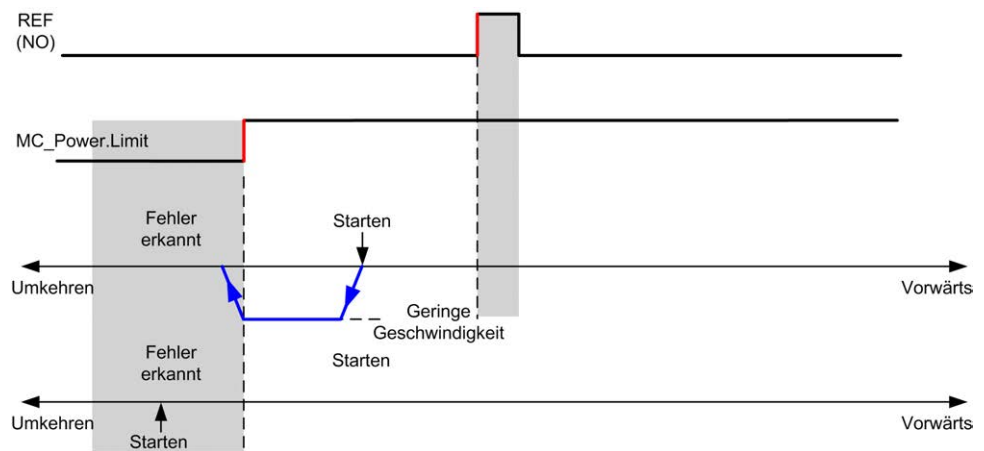 REF
(NO)
MC_Power.Limit
Fehler
erkannt
Starten
Umkehren
Vorwärts
Geringe
Geschwindigkeit
Starten
Fehler
erkannt
Umkehren
Vorwärts
Starten